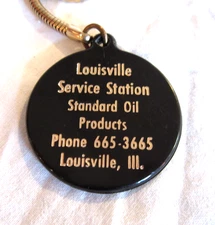 Louisville
Service Station
Standard Oil
Products
Phone 665-3665
Louisville, Ill.